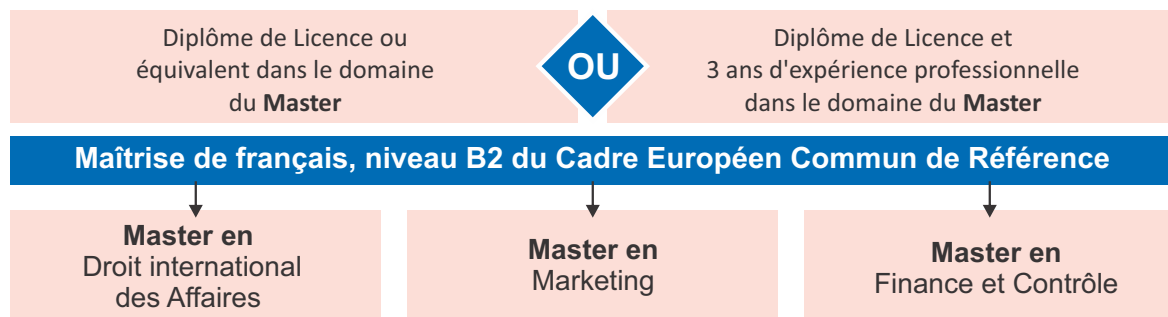 Diplôme de Licence ou
équivalent dans le domaine
du Master
OU
Diplôme de Licence et
3 ans d'expérience professionnelle
dans le domaine du Master
Maîtrise de français, niveau B2 du Cadre Européen Commun de Référence
Master en
Droit international
des Affaires
Master en
Marketing
Master en
Finance et Contrôle